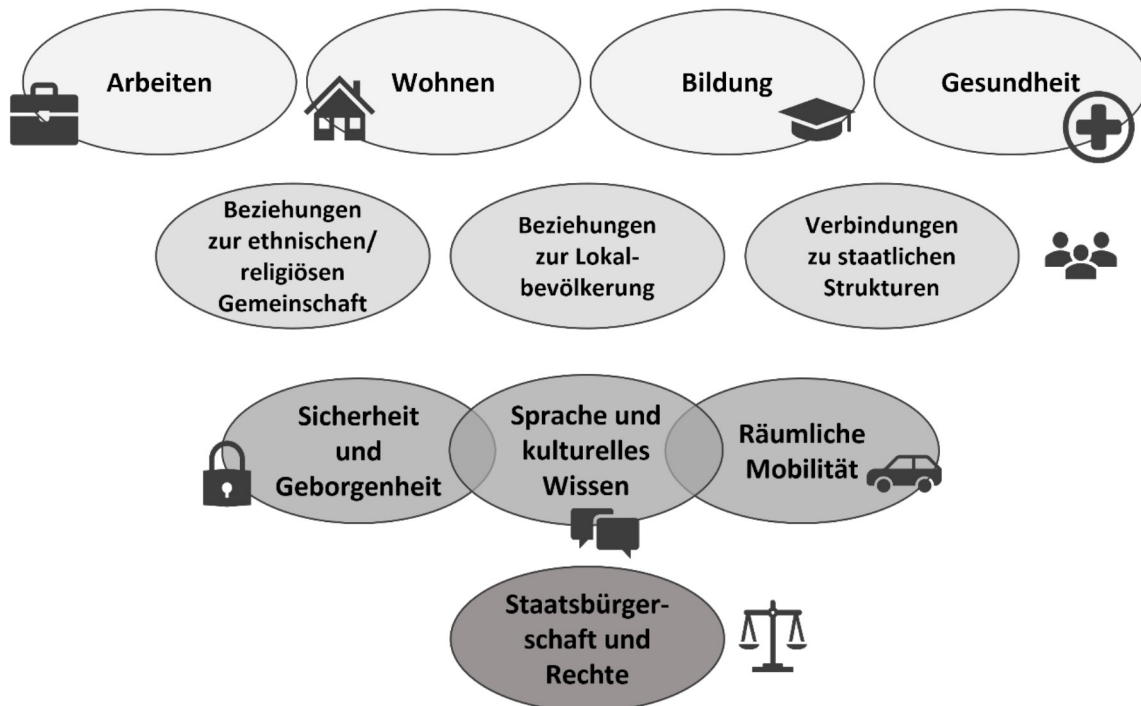 Arbeiten
Wohnen
Bildung
Gesundheit
Beziehungen
zur ethnischen/
religiösen
Gemeinschaft
Beziehungen
zur Lokal-
bevölkerung
Verbindungen
zu staatlichen
Strukturen
Sicherheit
und
Geborgenheit
Sprache und
kulturelles
Wissen
Räumliche
Mobilität
Staatsbürger-
schaft und
Rechte